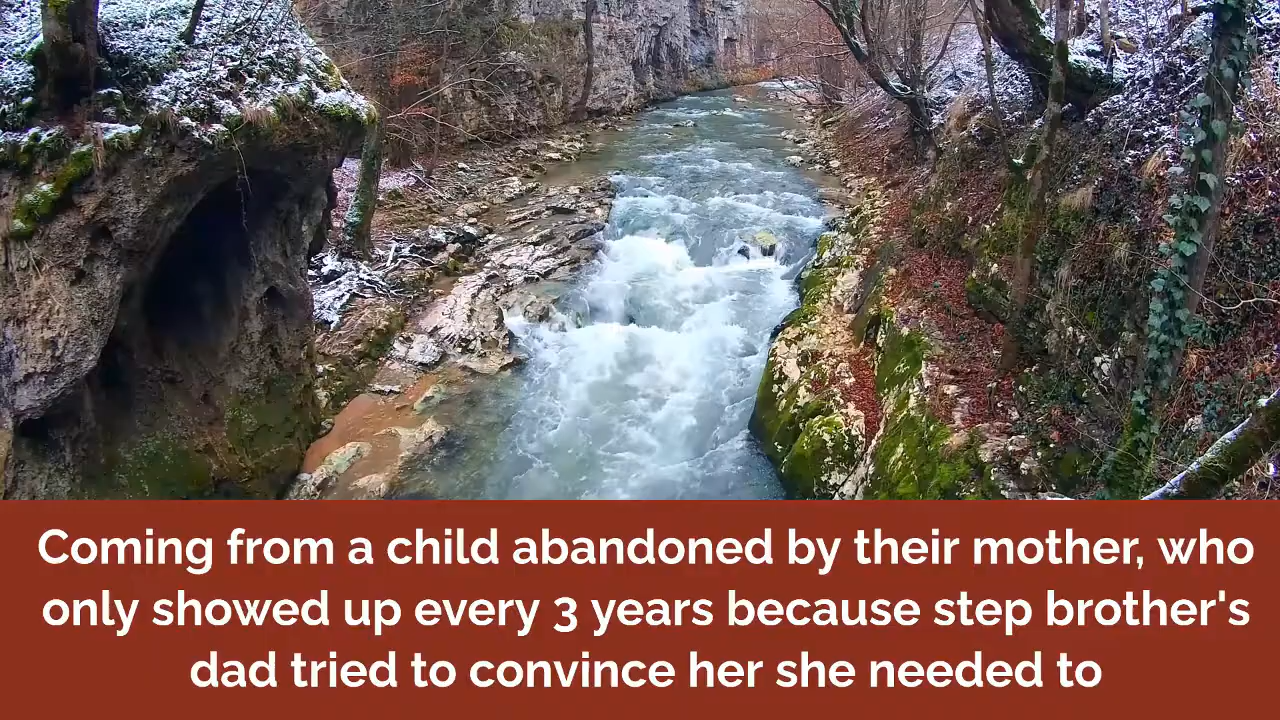 Coming from a child abandoned by their mother, who
only showed up every 3 years because step brother's
dad tried to convince her she needed to